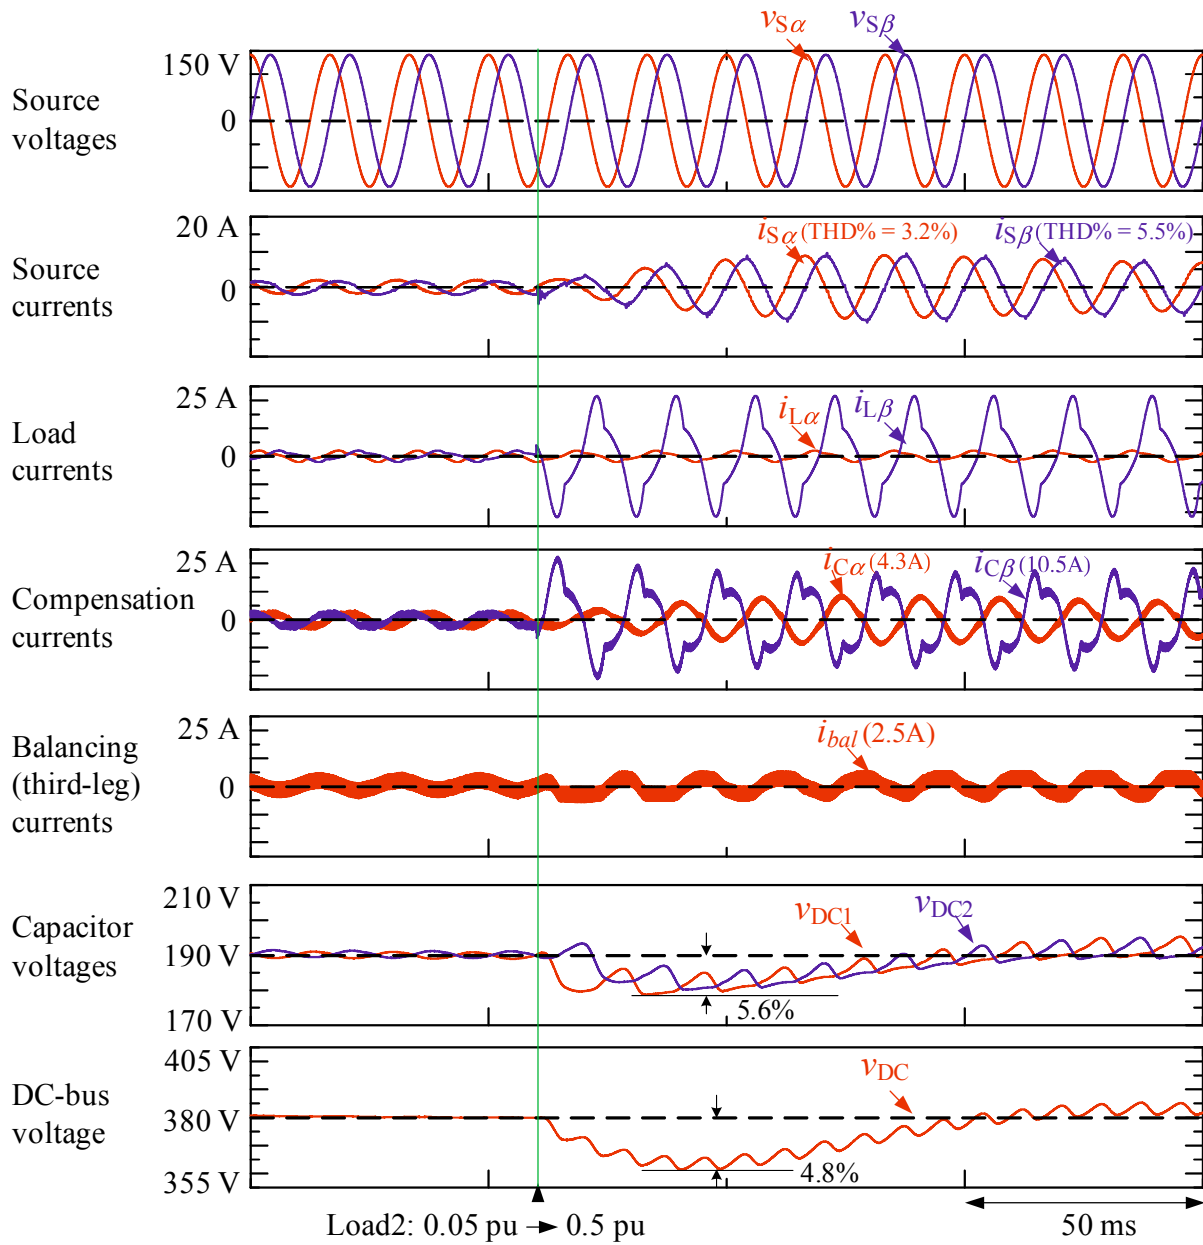 vSα vSβ
150 V
Source
voltages
0
20 A
iSα (THD% = 3.2%) iSβ (THD% = 5.5%)
Source
currents
0
25 A
iLα iLβ
Load
currents
0
25 A
iCα (4.3A) iCβ (10.5A)
Compensation
currents
0
25 A
ibal (2.5A)
Balancing
(third-leg)
currents
0
210 V
vDC1 vDC2
Capacitor
voltages
190 V
5.6%
170 V
405 V
vDC
DC-bus
voltage
380 V
4.8%
355 V
Load2: 0.05 pu → 0.5 pu
50 ms